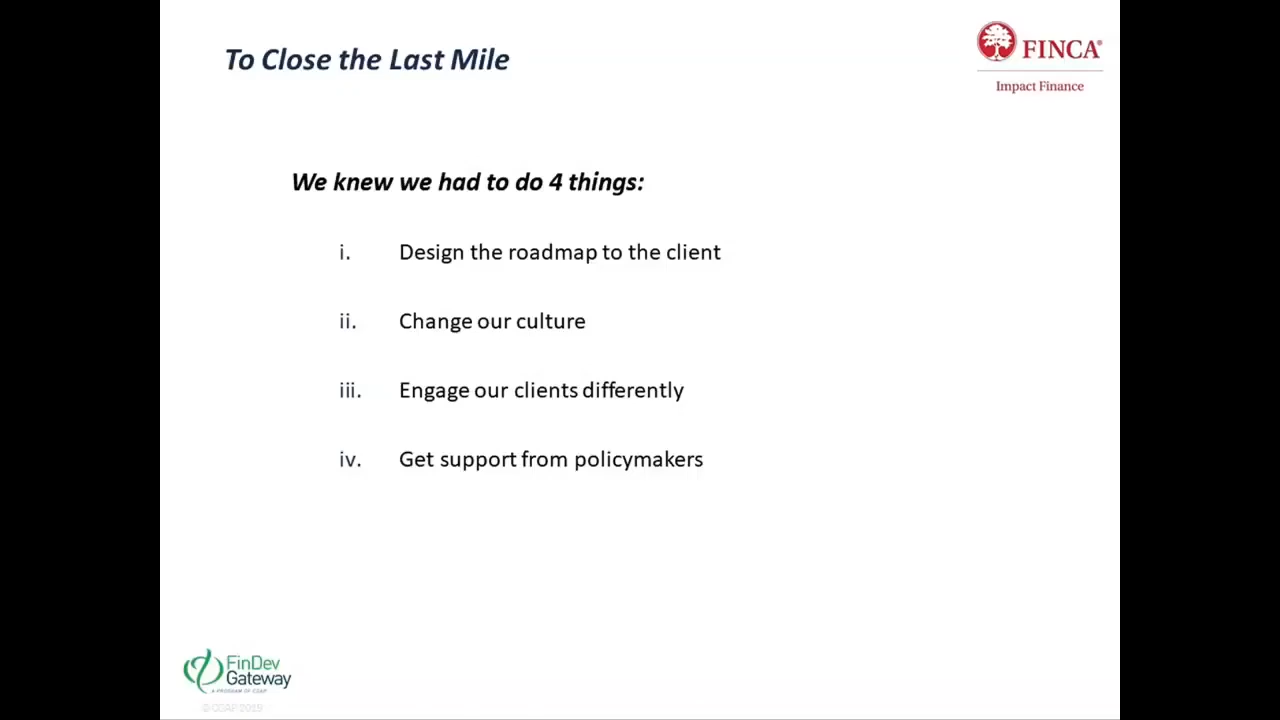 To Close the Last Mile
FINCA®
Impact Finance
We knew we had to do 4 things:
i. Design the roadmap to the client
ii. Change our culture
iii. Engage our clients differently
iv. Get support from policymakers
FinDev
Gateway
A PROGRAM OF CGAP
© CGAP 2019